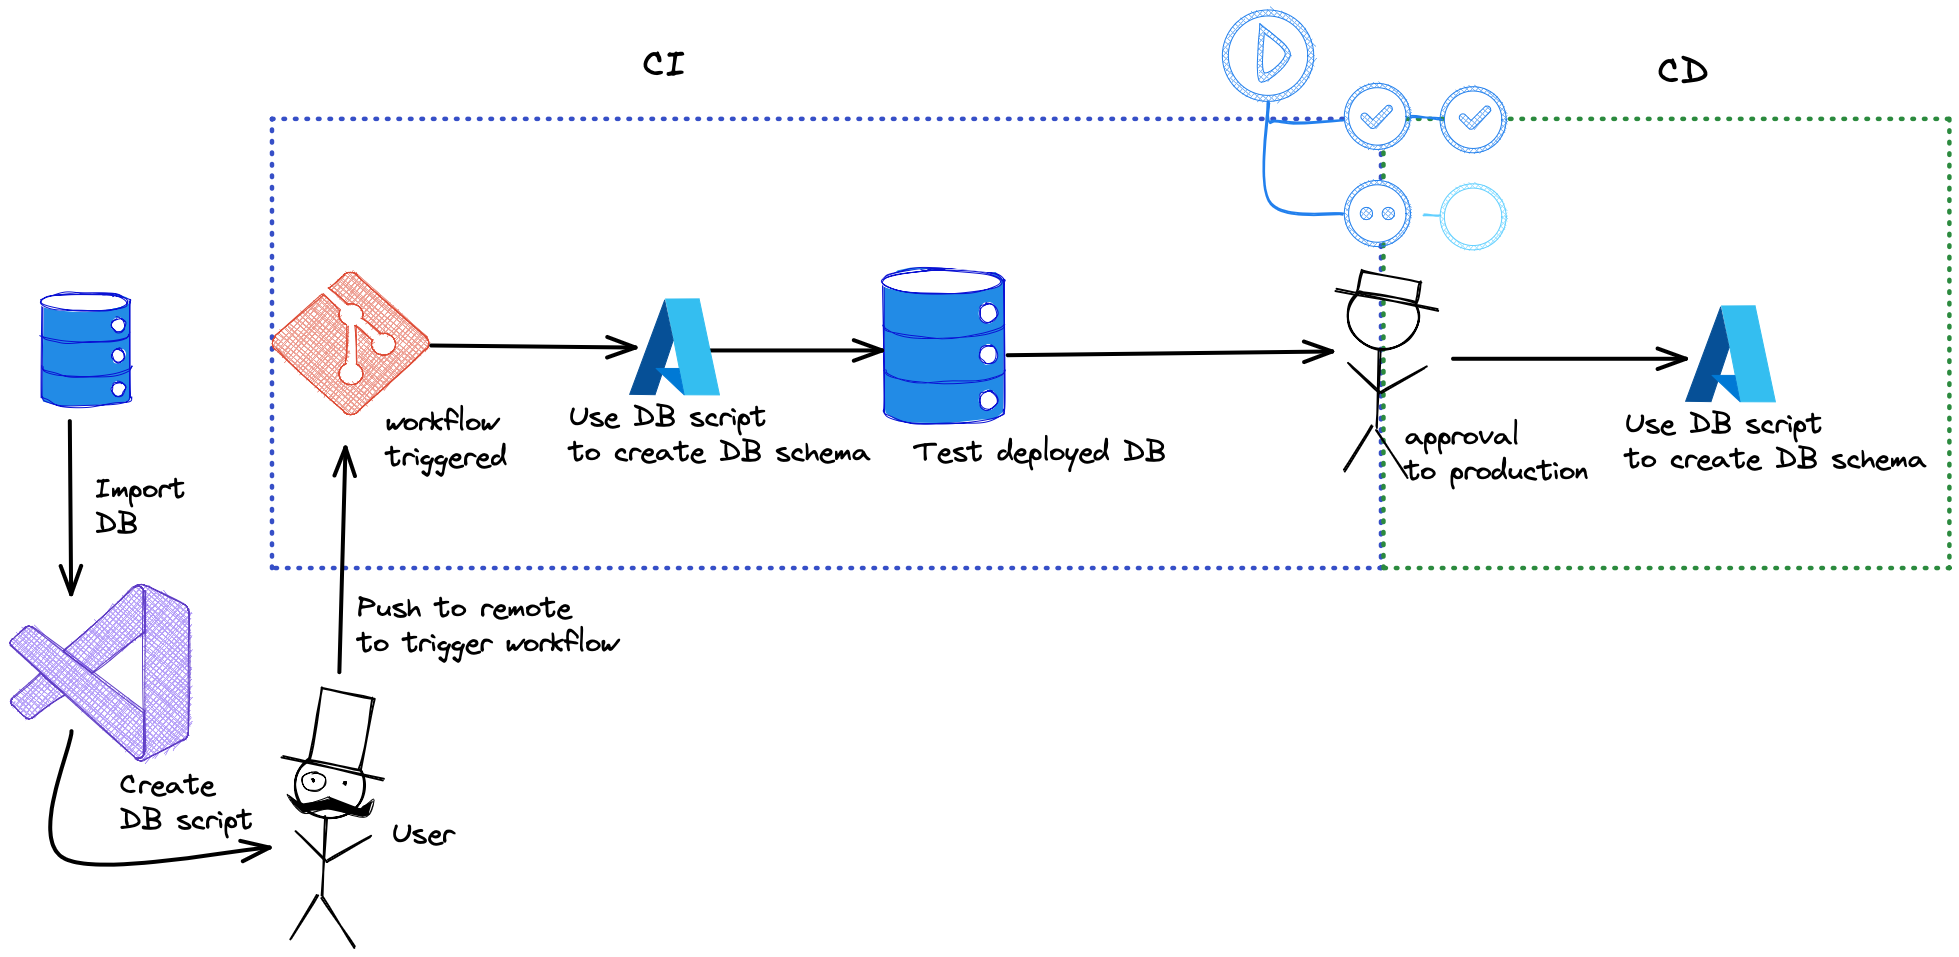 CI
CD
workflow
triggered
Use DB script
to create DB schema
Test deployed DB
approval
to production
Use DB script
to create DB schema
Import
DB
Push to remote
to trigger workflow
Create
DB script
User